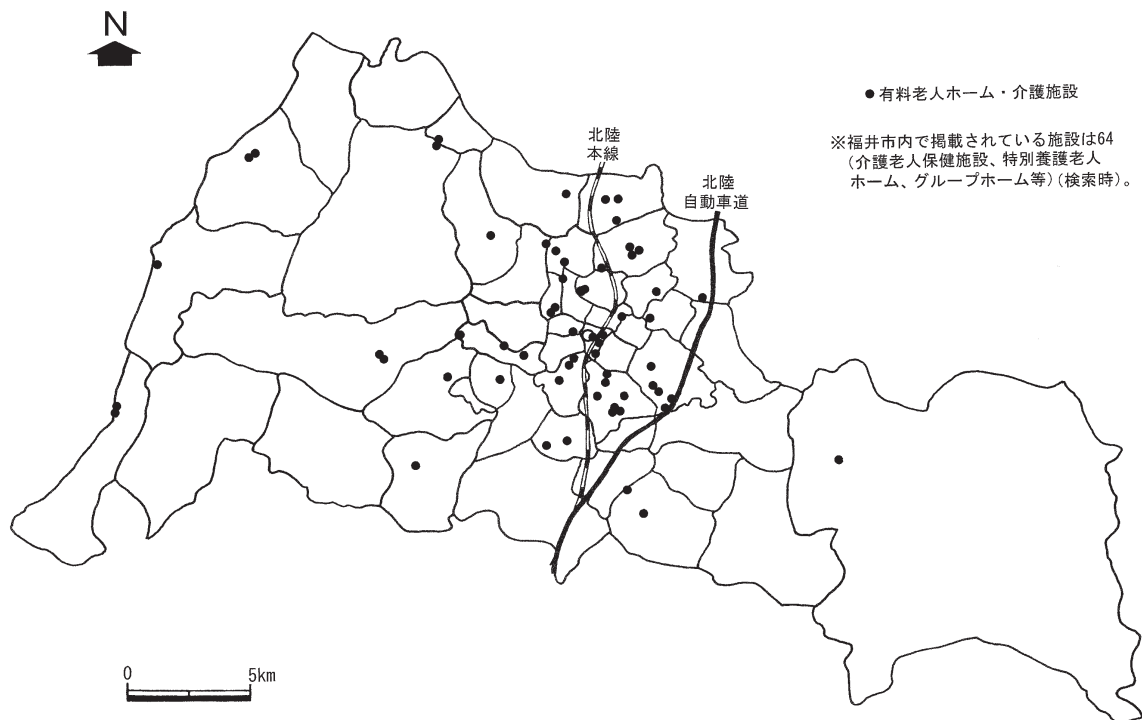 N
●有料老人ホーム・介護施設
※福井市内で掲載されている施設は64
(介護老人保健施設、特別養護老人
ホーム、グループホーム等)(検索時)。
北陸
本線
北陸
自動車道
0 5km